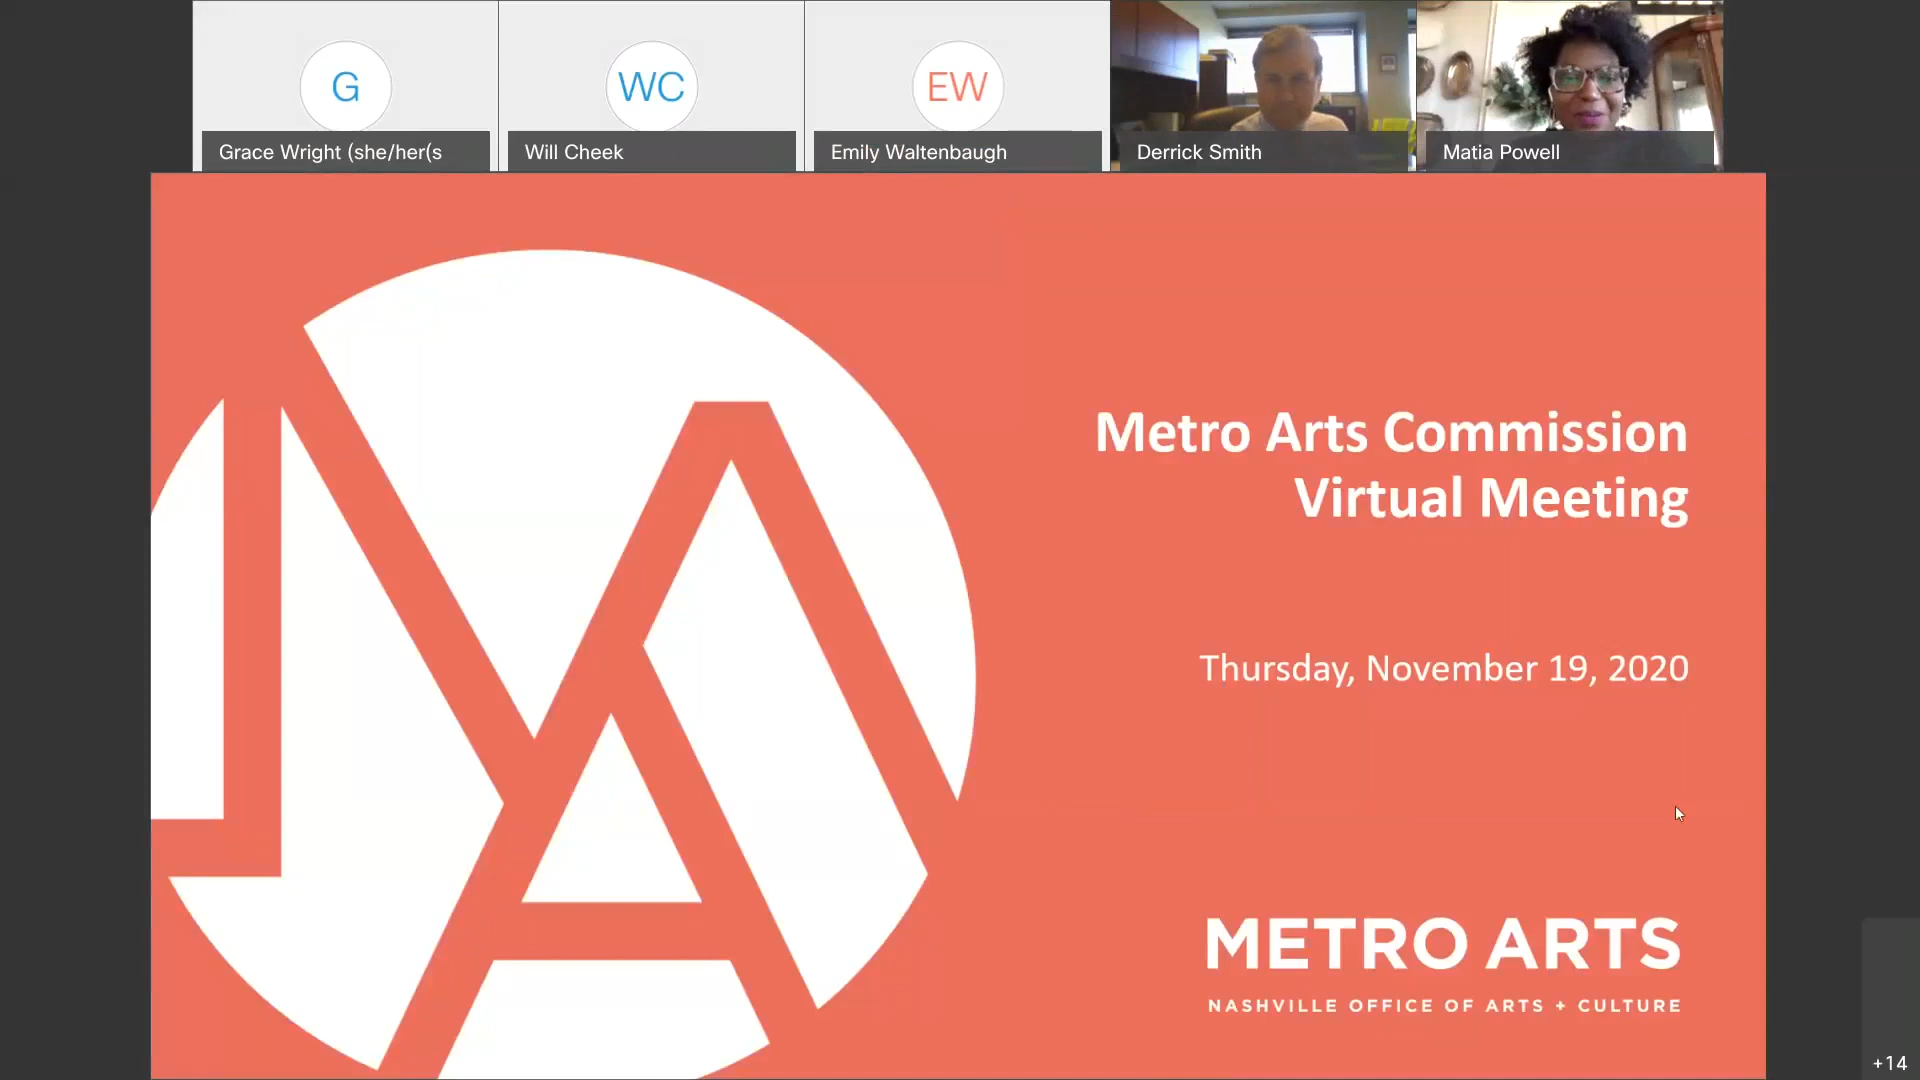 G
WC
EW
Grace Wright (she/her(s
Will Cheek
Emily Waltenbaugh
Derrick Smith
Matia Powell
Metro Arts Commission
Virtual Meeting
Thursday, November 19, 2020
METRO ARTS
NASHVILLE OFFICE OF ARTS + CULTURE
+14